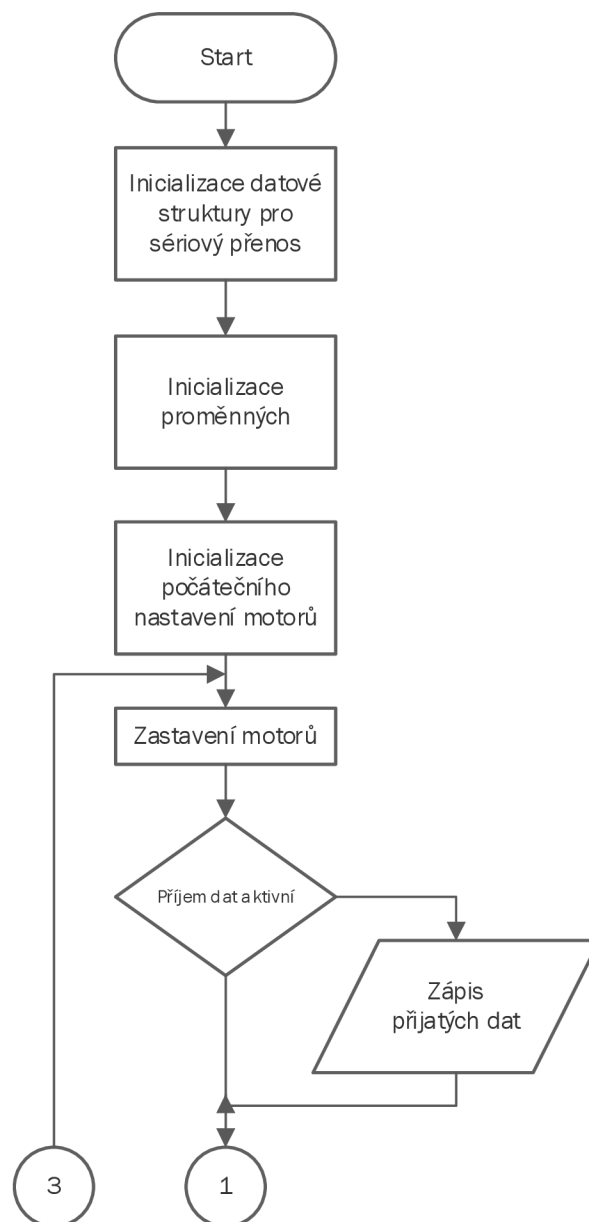 Start
Inicializace datové
struktury pro
sériový přenos
Inicializace
proměnných
Inicializace
počátečního
nastavení motorů
Zastavení motorů
Příjem dat aktivní
Zápis
přijatých dat
3
1